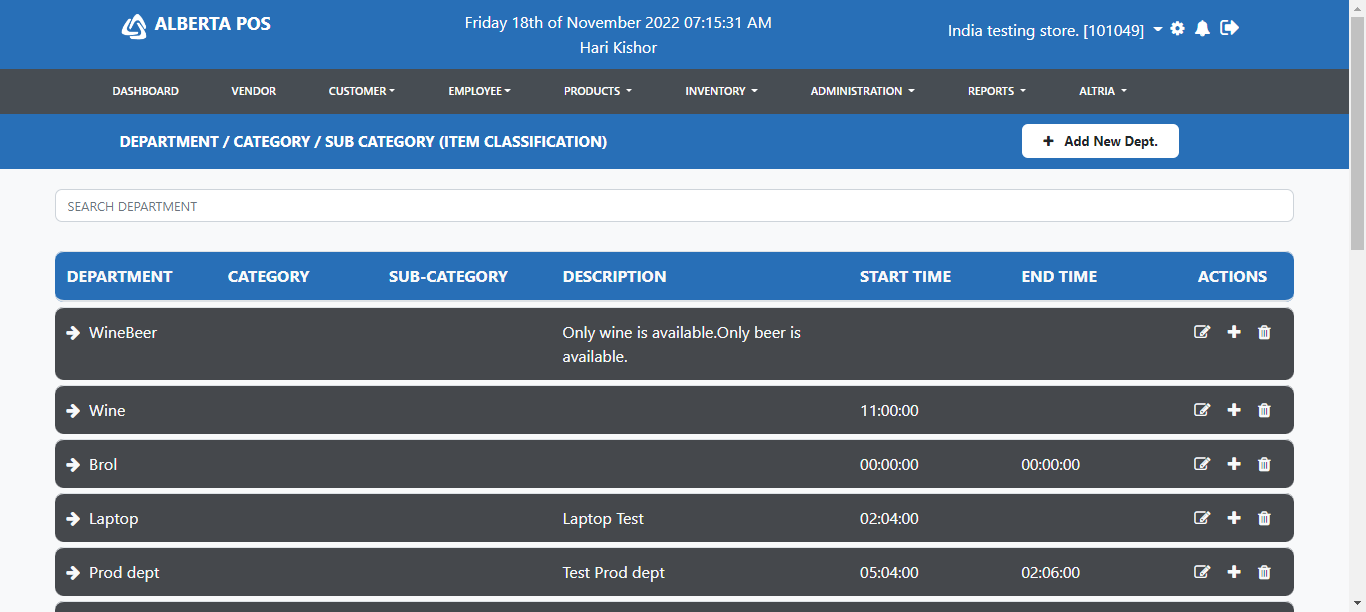 ALBERTA POS
Friday 18th of November 2022 07:15:31 AM
Hari Kishor
India testing store. [101049]
DASHBOARD VENDOR CUSTOMER EMPLOYEE PRODUCTS INVENTORY ADMINISTRATION REPORTS ALTRIA
DEPARTMENT / CATEGORY / SUB CATEGORY (ITEM CLASSIFICATION)
Add New Dept.
SEARCH DEPARTMENT
DEPARTMENT CATEGORY SUB-CATEGORY DESCRIPTION START TIME END TIME ACTIONS
WineBeer Only wine is available.Only beer is
available.
Wine 11:00:00
Brol 00:00:00 00:00:00
Laptop Laptop Test 02:04:00
Prod dept Test Prod dept 05:04:00 02:06:00